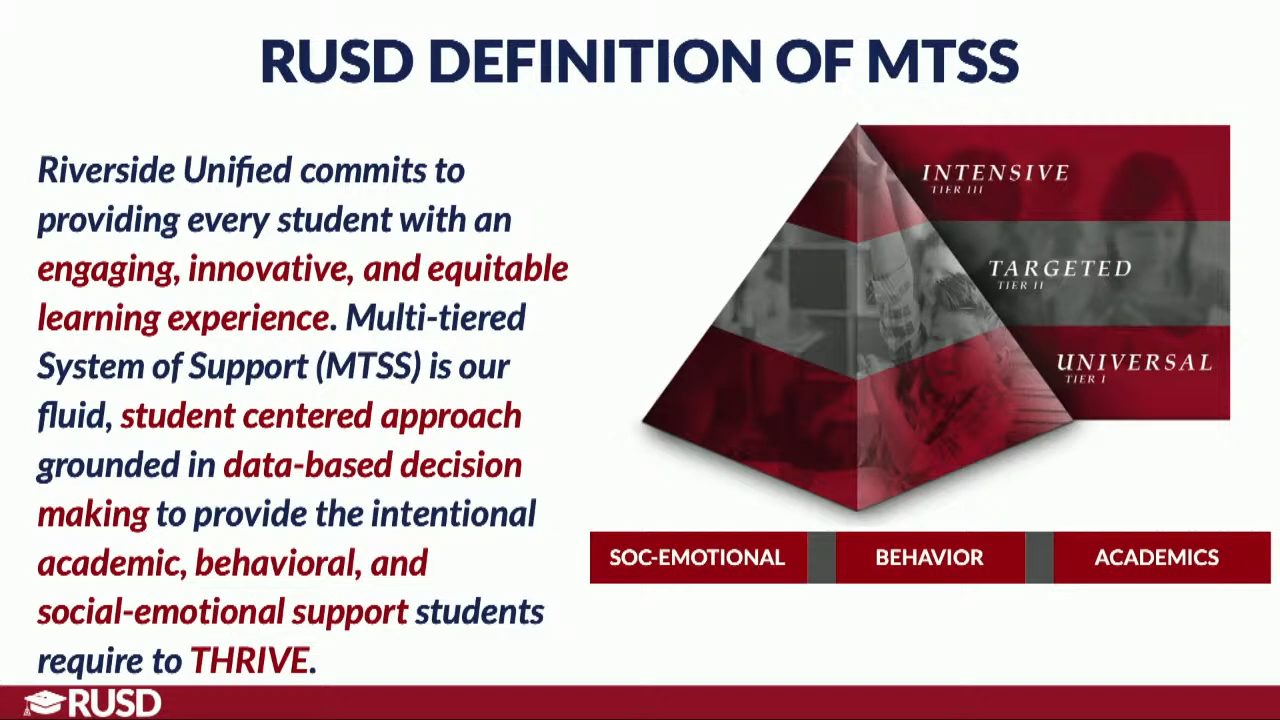 RUSD DEFINITION OF MTSS
Riverside Unified commits to
providing every student with an
engaging, innovative, and equitable
learning experience. Multi-tiered
System of Support (MTSS) is our
fluid, student centered approach
grounded in data-based decision
making to provide the intentional
academic, behavioral, and
social-emotional support students
require to THRIVE.
INTENSIVE
TIER III
TARGETED
TIER II
UNIVERSAL
TIER I
SOC-EMOTIONAL
BEHAVIOR
ACADEMICS
RUSD